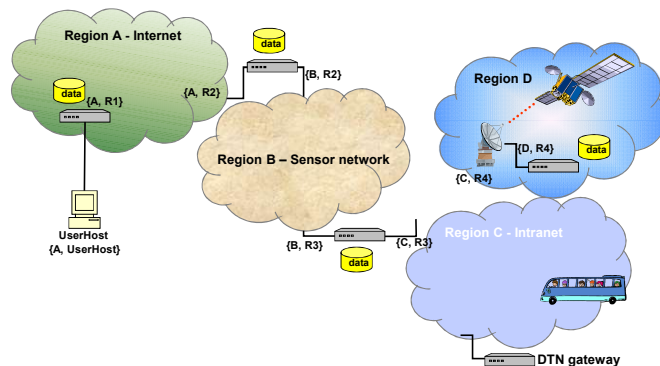 Region A - Internet
data
{A, R2}
{B, R2}
data
{A, R1}
UserHost
{A, UserHost}
Region B – Sensor network
{B, R3}
{C, R3}
data
Region D
{D, R4}
data
{C, R4}
Region C - Intranet
DTN gateway